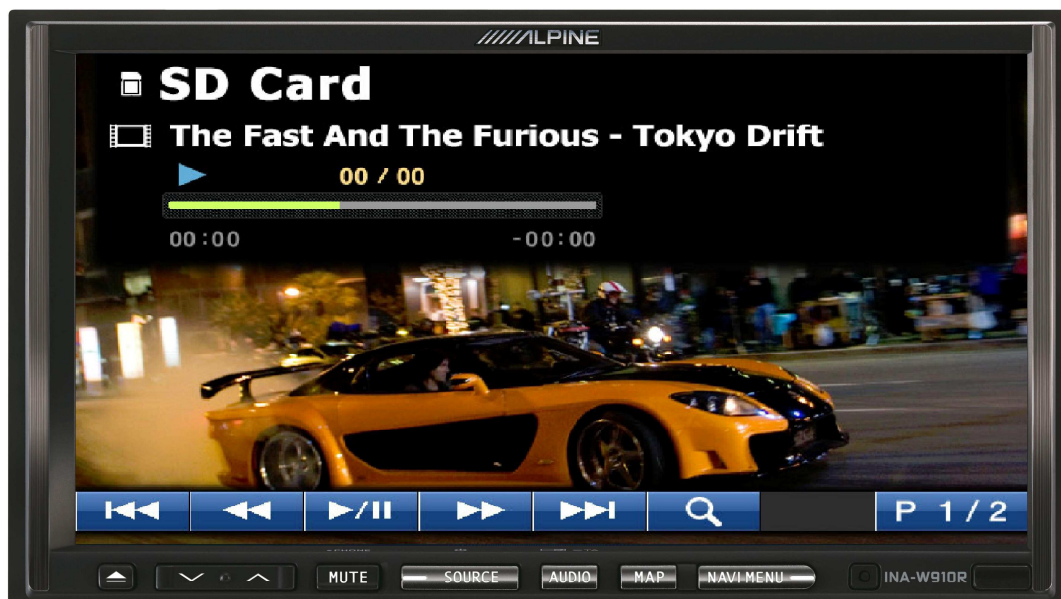 ALPINE
SD Card
The Fast And The Furious - Tokyo Drift
00 / 00
00:00 -00:00
P 1/2
MUTE SOURCE AUDIO MAP NAVI MENU INA-W910R